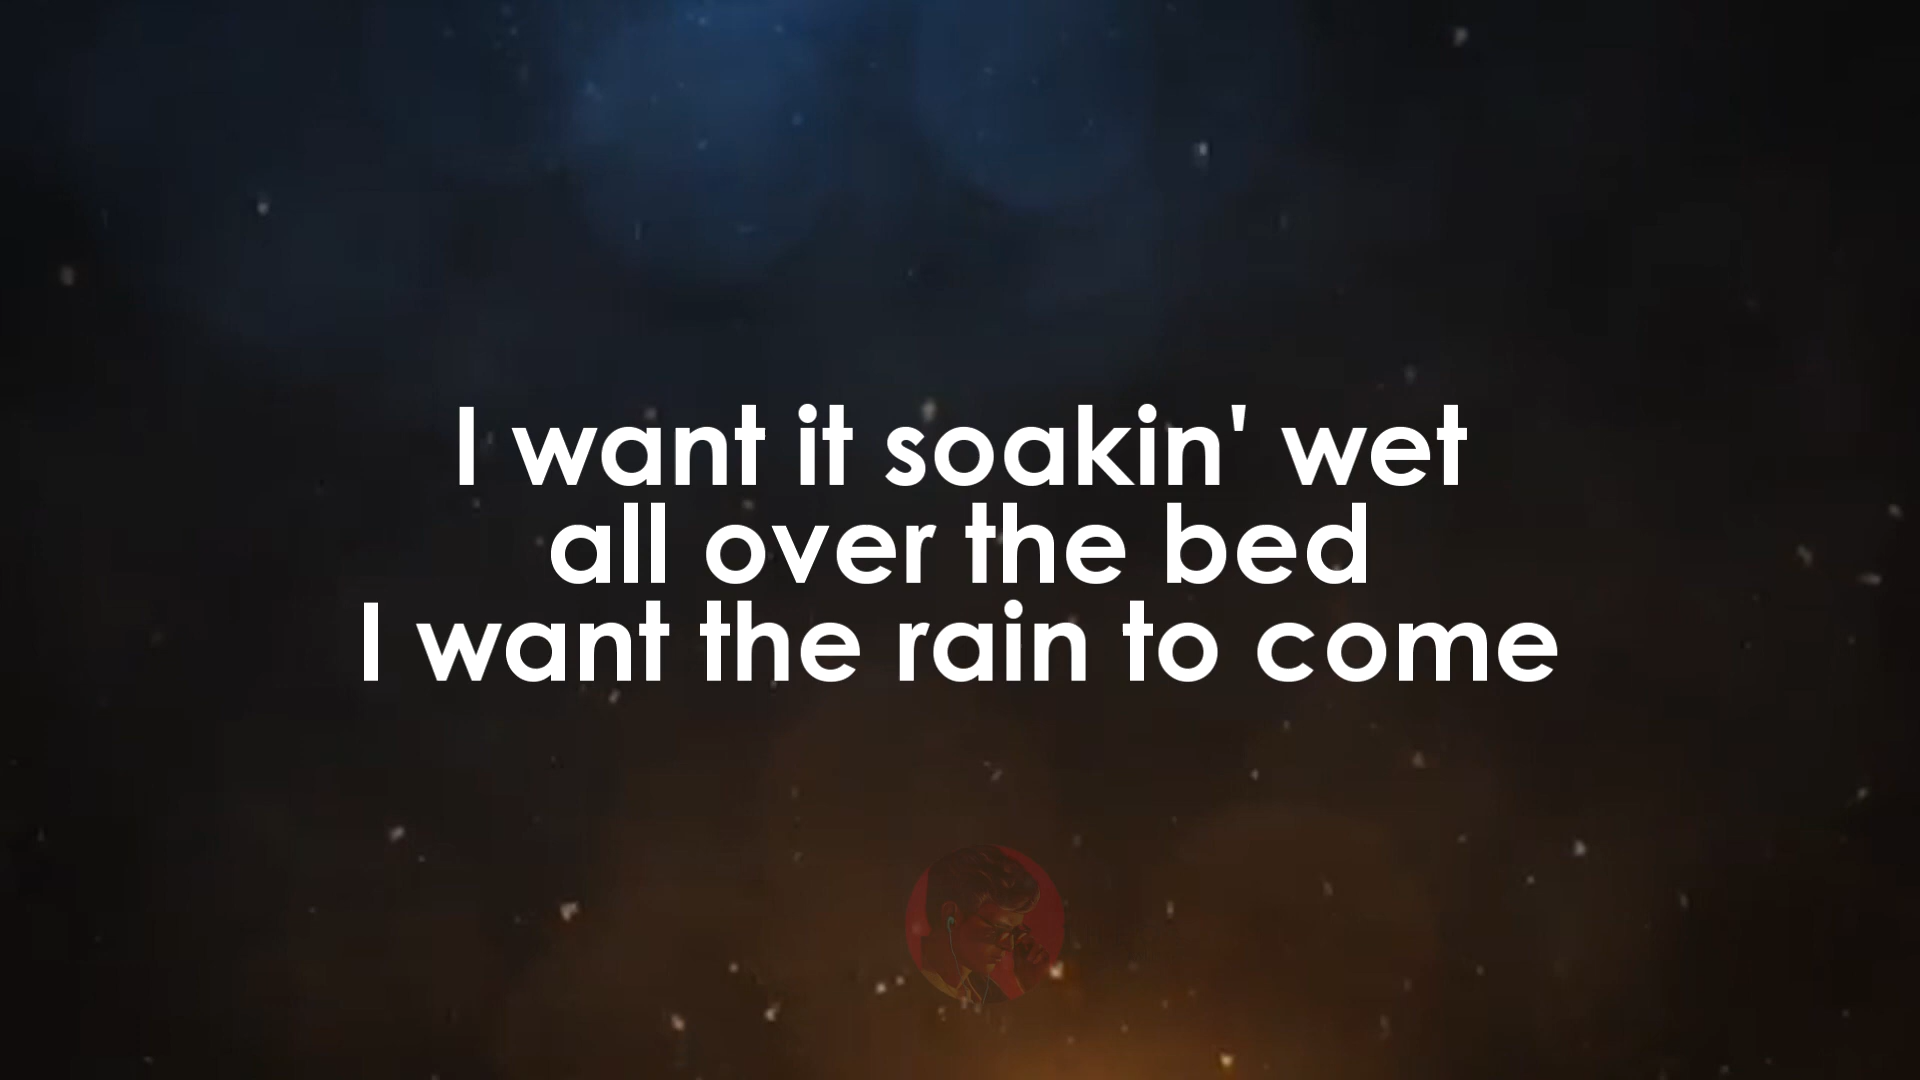 I want it soakin' wet
all over the bed
I want the rain to come